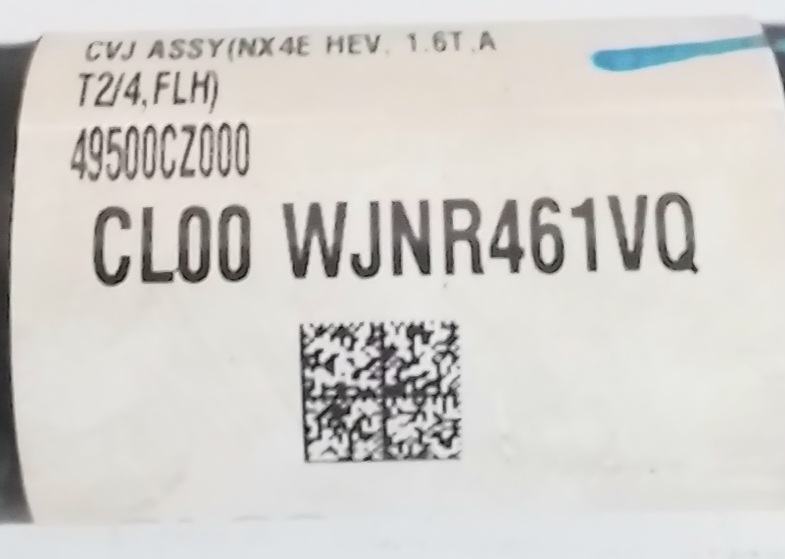 CVJ ASSY(NX4E HEV. 1.6T.A
T2/4,FLH)
49500CZ000
CL00 WJNR461VQ